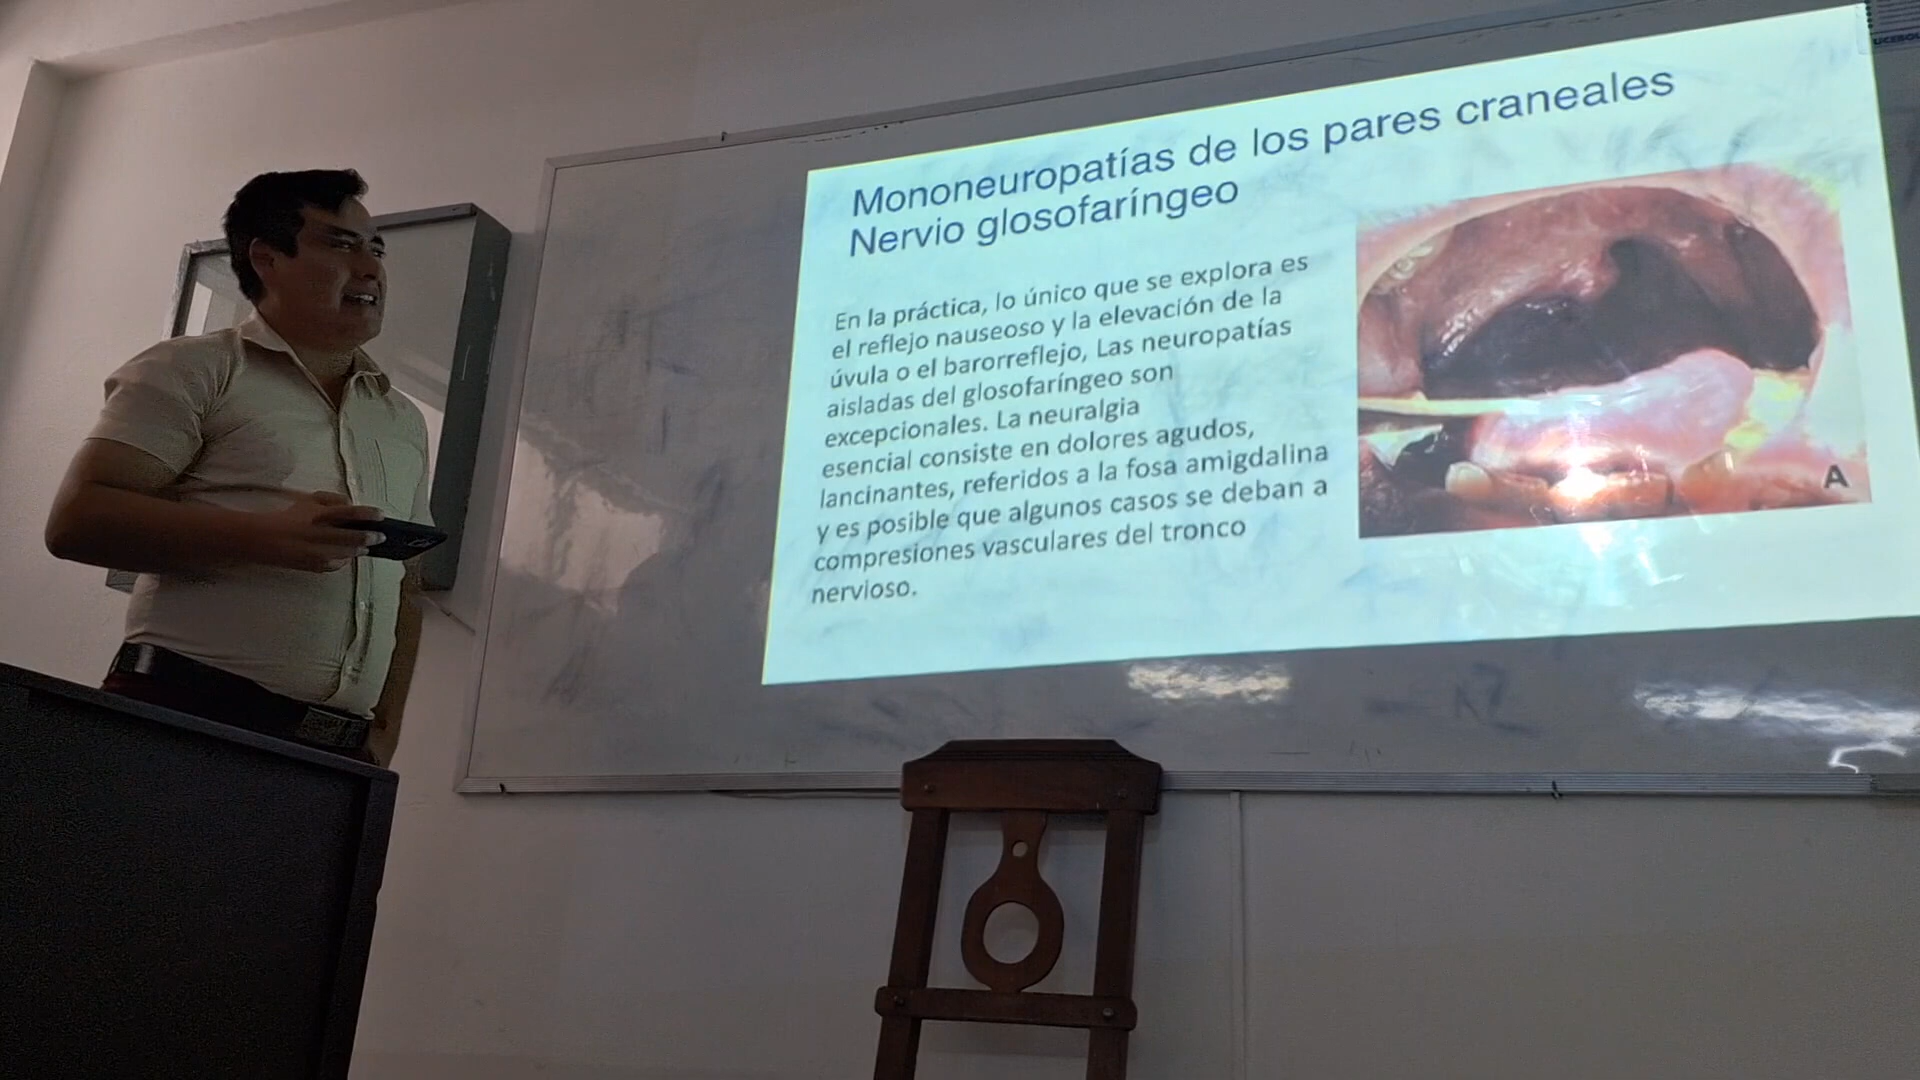 Mononeuropatías de los pares craneales
Nervio glosofaríngeo
En la práctica, lo único que se explora es
el reflejo nauseoso y la elevación de la
úvula o el barorreflejo, Las neuropatías
aisladas del glosofaríngeo son
excepcionales. La neuralgia
esencial consiste en dolores agudos,
lancinantes, referidos a la fosa amigdalina
y es posible que algunos casos se deban a
compresiones vasculares del tronco
nervioso.
A